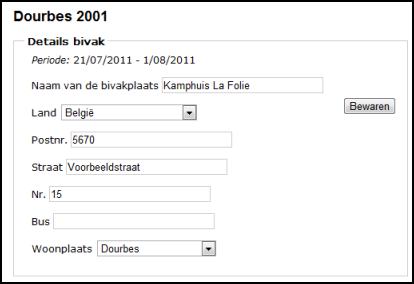 Dourbes 2001
Details bivak
Periode: 21/07/2011 - 1/08/2011
Naam van de bivakplaats Kamphuis La Folie
Land België
Bewaren
Postnr. 5670
Straat Voorbeeldstraat
Nr. 15
Bus
Woonplaats Dourbes